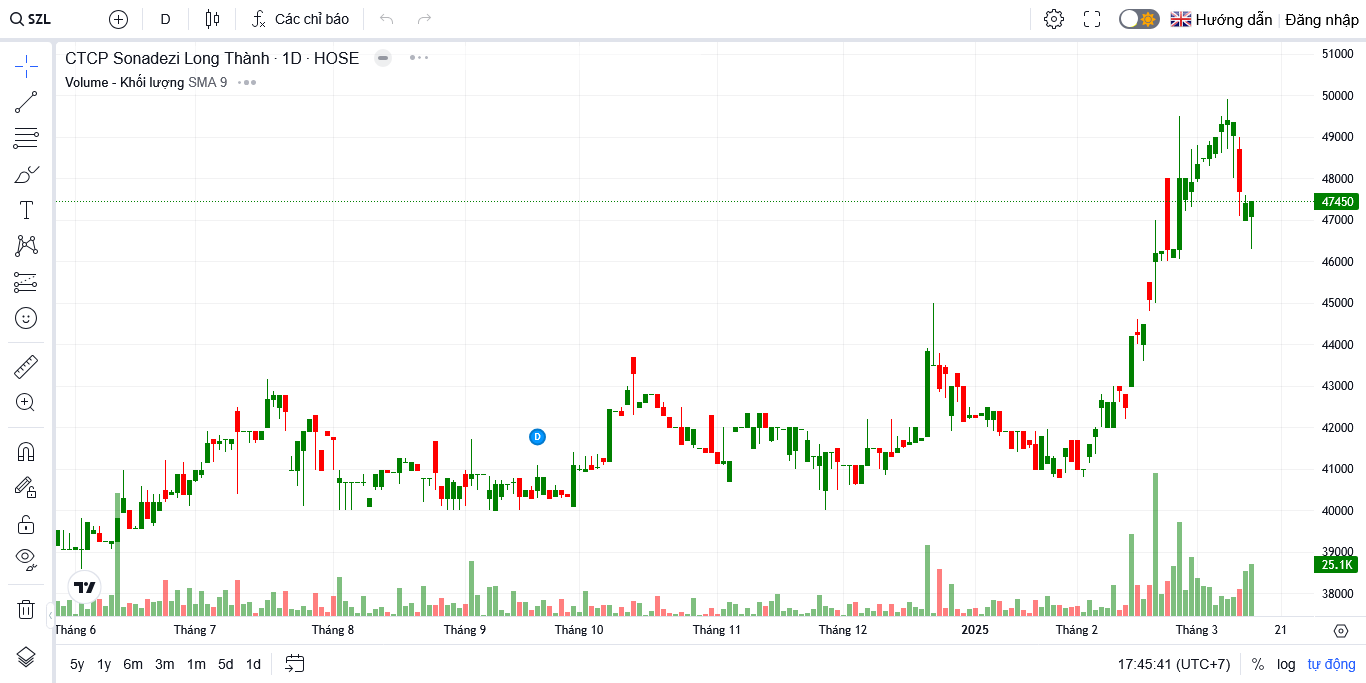 SZL D Các chỉ báo Hướng dẫn Đăng nhập
CTCP Sonadezi Long Thành · 1D · HOSE
Volume - Khối lượng SMA 9
51000
50000
49000
48000
47450
47000
46000
45000
44000
43000
42000
D
41000
40000
39000
25.1K
38000
Tháng 6 Tháng 7 Tháng 8 Tháng 9 Tháng 10 Tháng 11 Tháng 12 2025 Tháng 2 Tháng 3 21
5y 1y 6m 3m 1m 5d 1d 17:45:41 (UTC+7) % log tự động